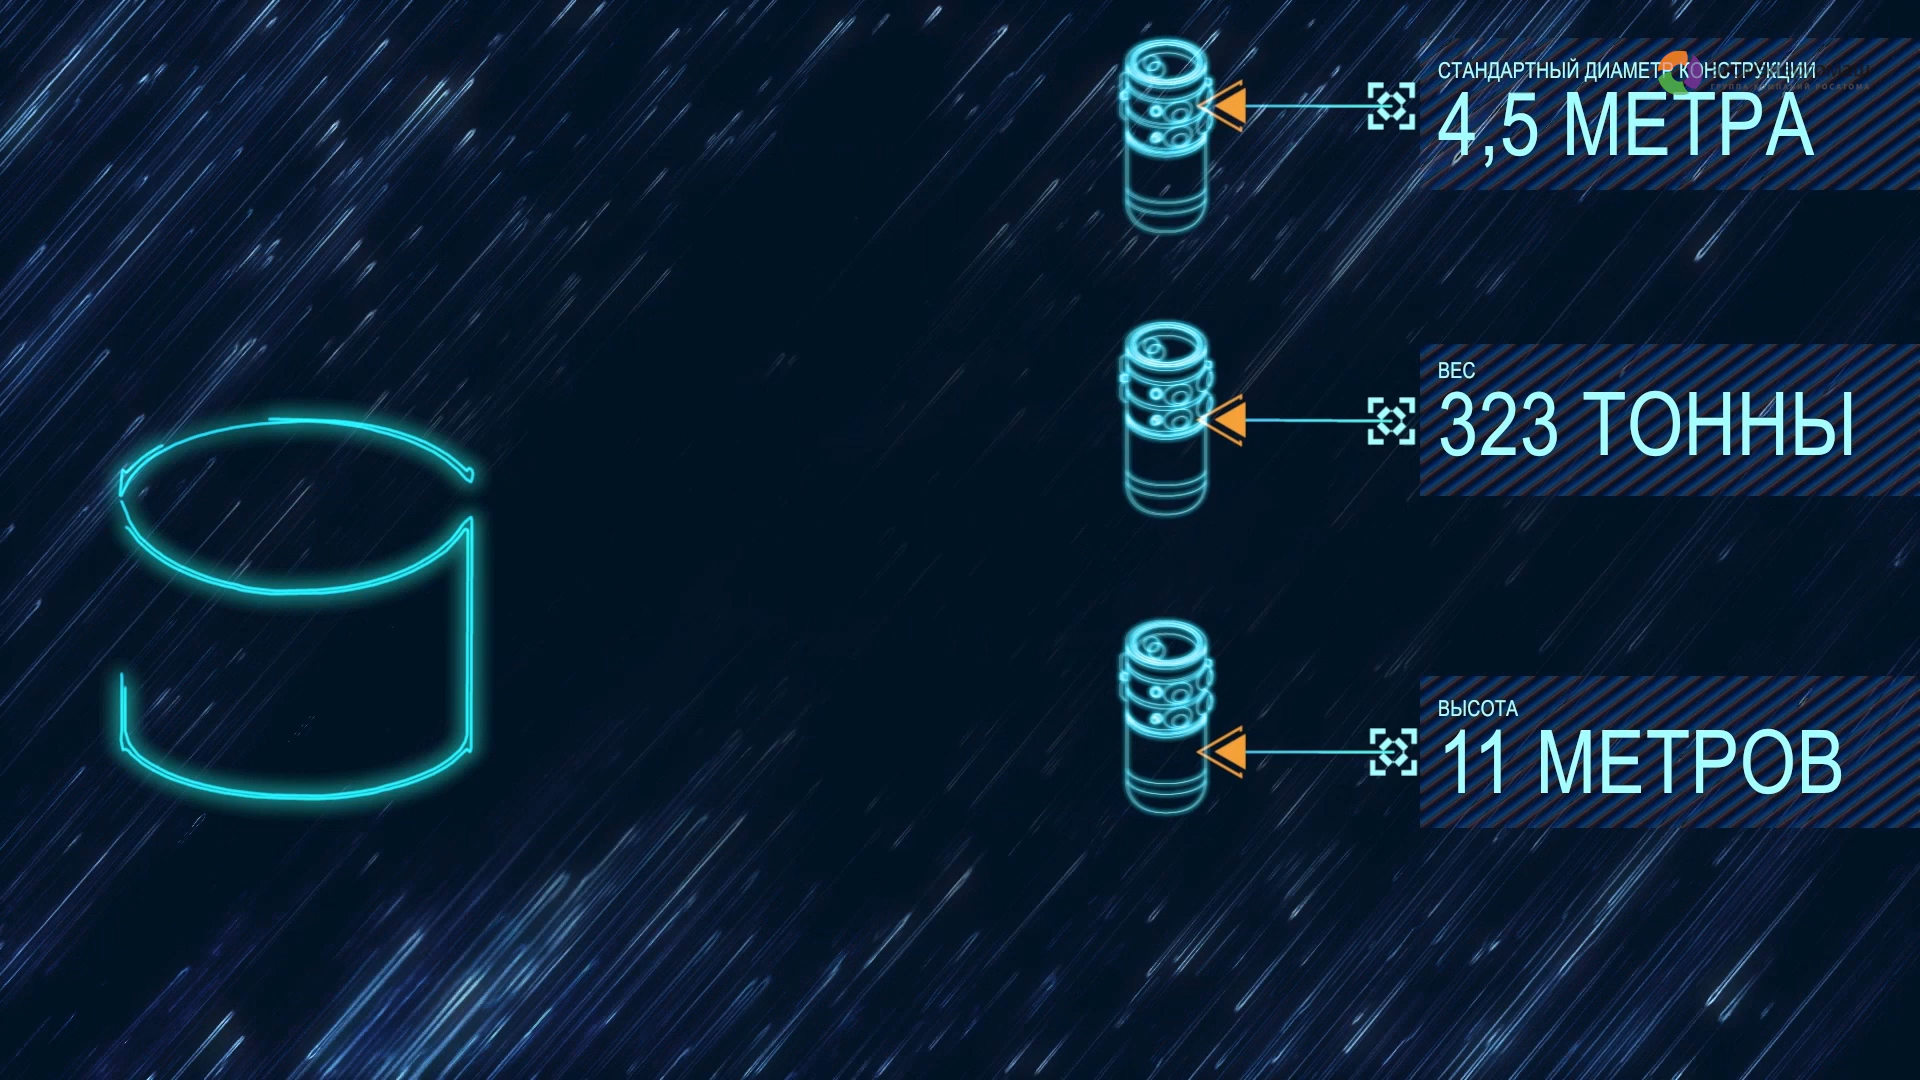 СТАНДАРТНЫЙ ДИАМЕТР КОНСТРУКЦИИ
4,5 МЕТРА
ВЕС
323 ТОННЫ
ВЫСОТА
11 МЕТРОВ